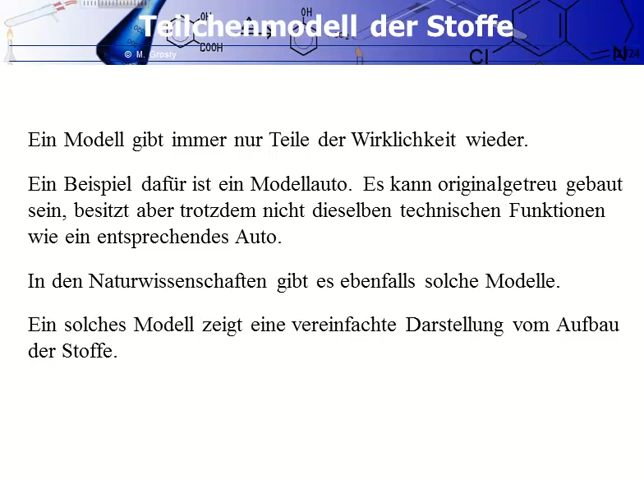 Teilchenmodell der Stoffe
OH
COOH
OH
Cl
N
© M. Grosly
Ein Modell gibt immer nur Teile der Wirklichkeit wieder.
Ein Beispiel dafür ist ein Modellauto. Es kann originalgetreu gebaut
sein, besitzt aber trotzdem nicht dieselben technischen Funktionen
wie ein entsprechendes Auto.
In den Naturwissenschaften gibt es ebenfalls solche Modelle.
Ein solches Modell zeigt eine vereinfachte Darstellung vom Aufbau
der Stoffe.